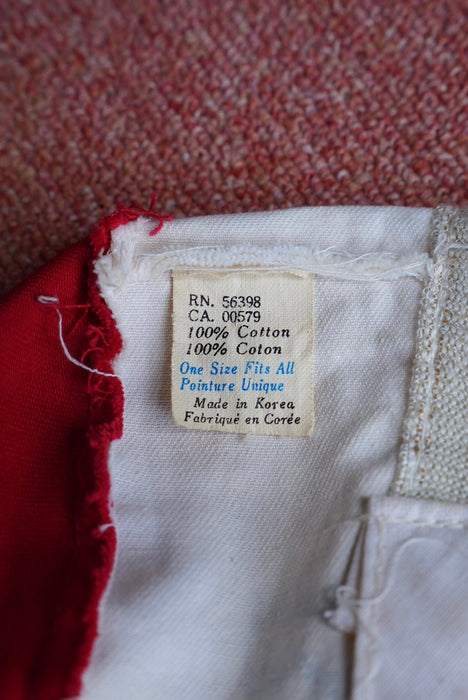 RN. 56398
CA. 00579
100% Cotton
100% Coton
One Size Fits All
Pointure Unique
Made in Korea
Fabriqué en Corée